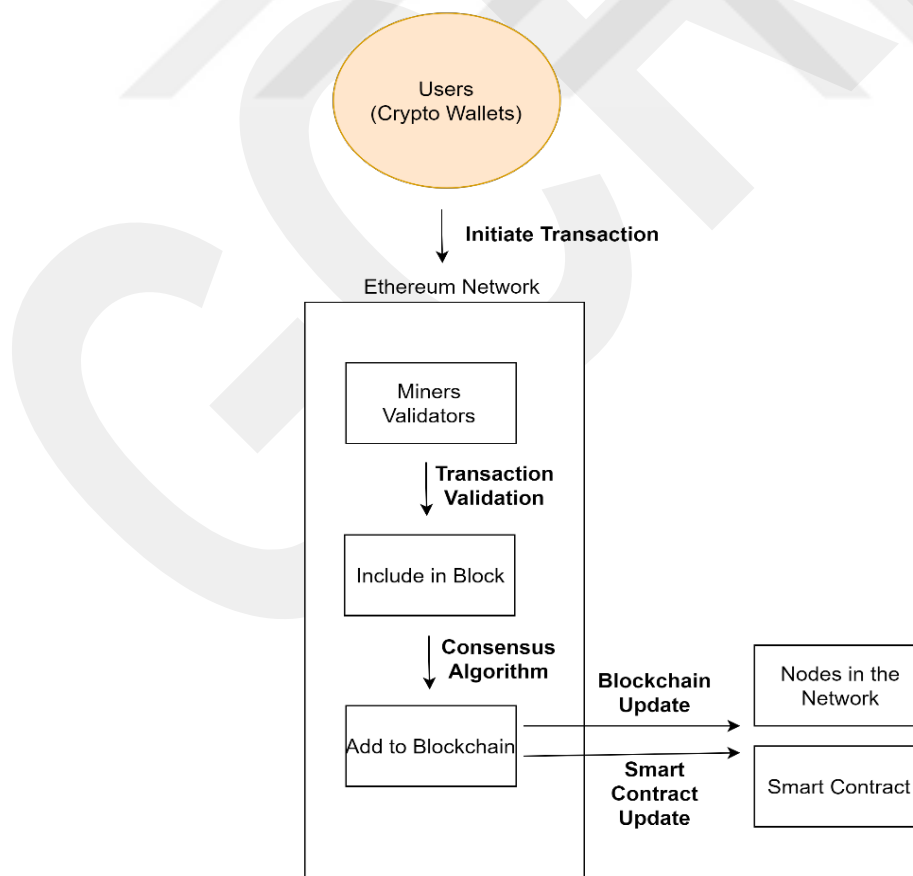 Users
(Crypto Wallets)
Initiate Transaction
Ethereum Network
Miners
Validators
Transaction
Validation
Include in Block
Consensus
Algorithm
Add to Blockchain
Blockchain
Update
Nodes in the
Network
Smart
Contract
Update
Smart Contract